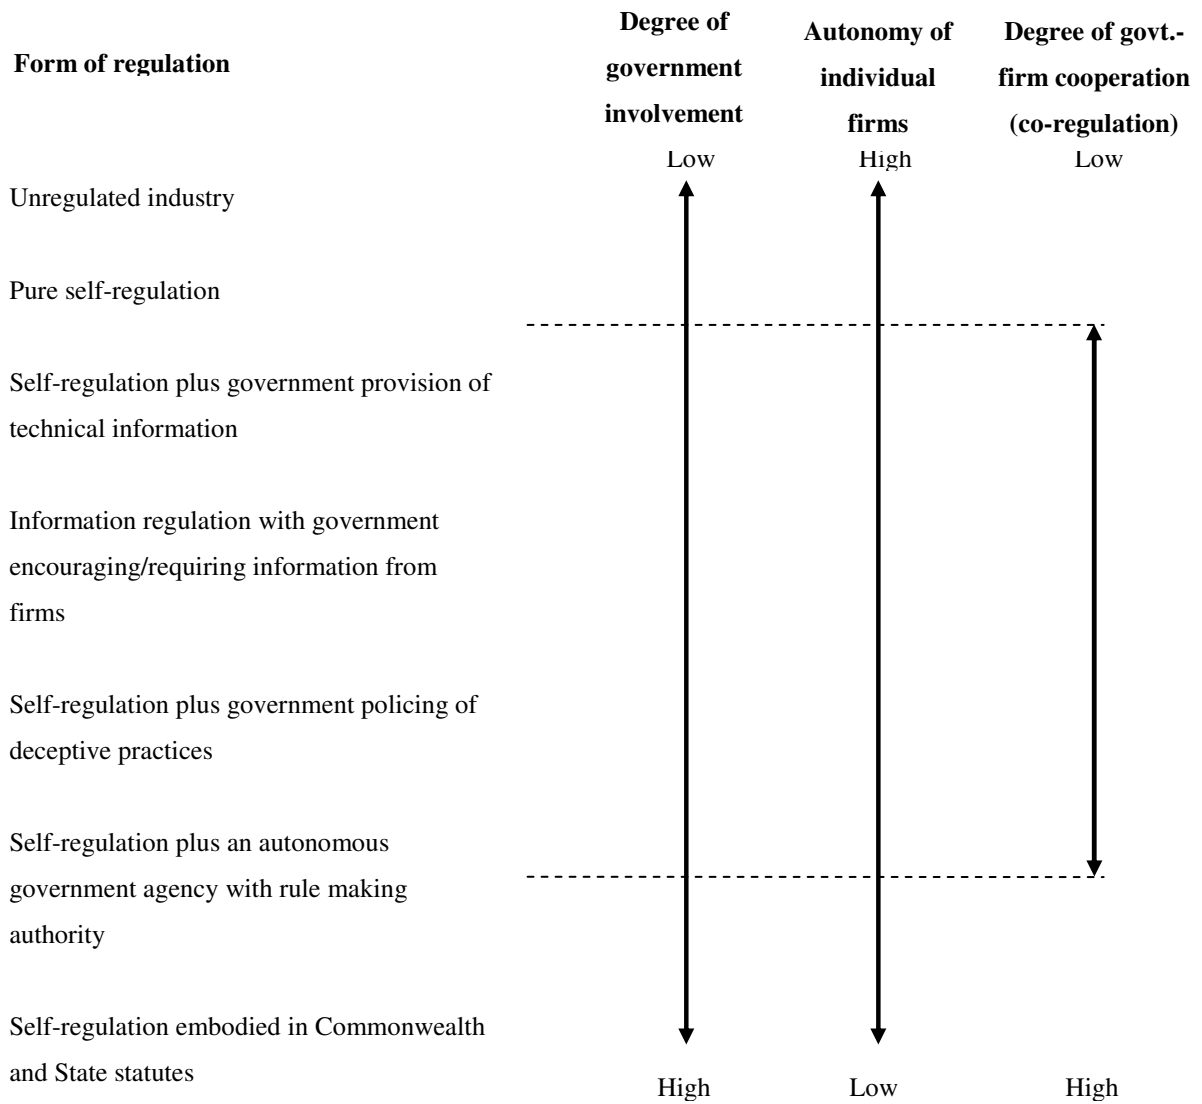 Form of regulation
Degree of
government
involvement
Autonomy of
individual
firms
Degree of govt.-
firm cooperation
(co-regulation)
Low
High
Low
Unregulated industry
Pure self-regulation
Self-regulation plus government provision of
technical information
Information regulation with government
encouraging/requiring information from
firms
Self-regulation plus government policing of
deceptive practices
Self-regulation plus an autonomous
government agency with rule making
authority
Self-regulation embodied in Commonwealth
and State statutes
High
Low
High